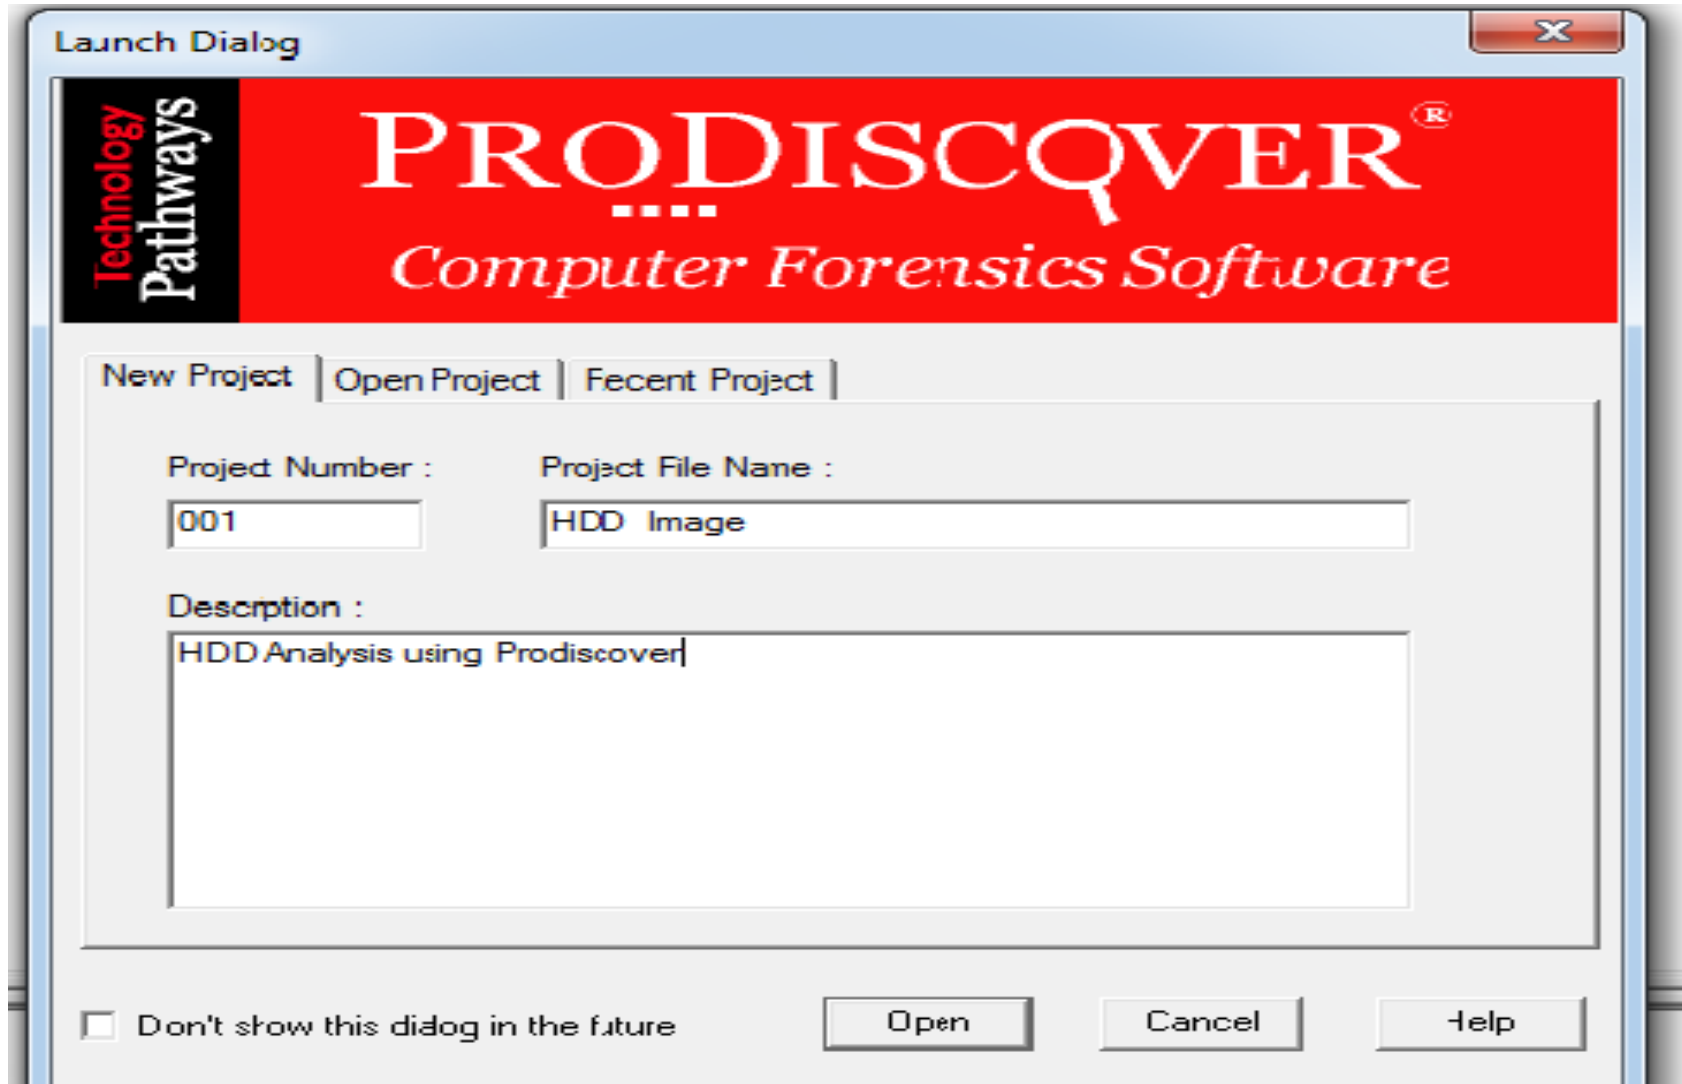 Launch Dialog
Technology
Pathways
PRODISCOVER®
Computer Forensics Software
New Project
Open Project
Recent Project
Project Number :
Project File Name :
001
HDD Image
Description :
HDD Analysis using Prodiscover
Don't show this dialog in the future
Open
Cancel
Help